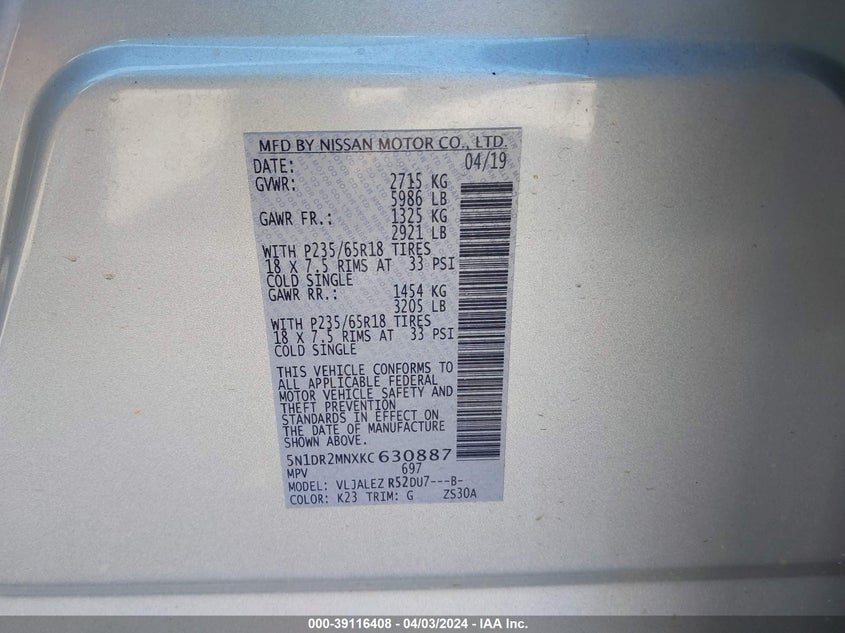 MFD BY NISSAN MOTOR CO., LTD.
DATE: 04/19
GVWR: 2715 KG
5986 LB
GAWR FR.: 1325 KG
2921 LB
WITH P235/65R18 TIRES
18 X 7.5 RIMS AT 33 PSI
COLD SINGLE
GAWR RR.: 1454 KG
3205 LB
WITH P235/65R18 TIRES
18 X 7.5 RIMS AT 33 PSI
COLD SINGLE
THIS VEHICLE CONFORMS TO
ALL APPLICABLE FEDERAL
MOTOR VEHICLE SAFETY AND
THEFT PREVENTION
STANDARDS IN EFFECT ON
THE DATE OF MANUFACTURE
SHOWN ABOVE.
5N1DR2MNXKC630887
MPV 697
MODEL: VLJALEZ R52DU7---B-
COLOR: K23 TRIM: G ZS30A
000-39116408 - 04/03/2024 - IAA Inc.